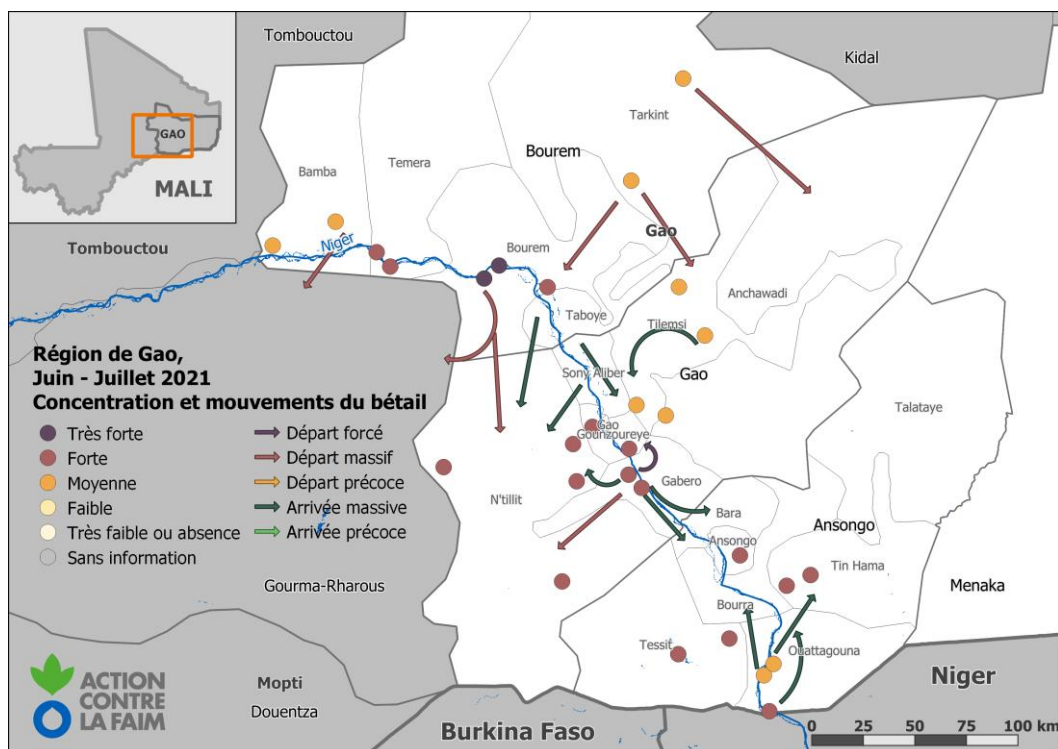 Tombouctou
Kidal
GAO
MALI
Tarkint
Bourem
Temera
Bamba
Gao
Tombouctou
Niger
Bourem
Anchawadi
Taboye
Tilemsi
Région de Gao,
Juin - Juillet 2021
Concentration et mouvements du bétail
Très forte
Forte
Moyenne
Faible
Très faible ou absence
Sans information
Départ forcé
Départ massif
Départ précoce
Arrivée massive
Arrivée précoce
Sony Aliber
Gao
Talataye
Gao
Gounzoureye
N'tillit
Gabero
Bara
Ansongo
Ansongo
Tin Hama
Gourma-Rharous
Menaka
Bourra
Tessit
Ouattagouna
Niger
ACTION
CONTRE
LA FAIM
Mopti
Douentza
Burkina Faso
0 25 50 75 100 km